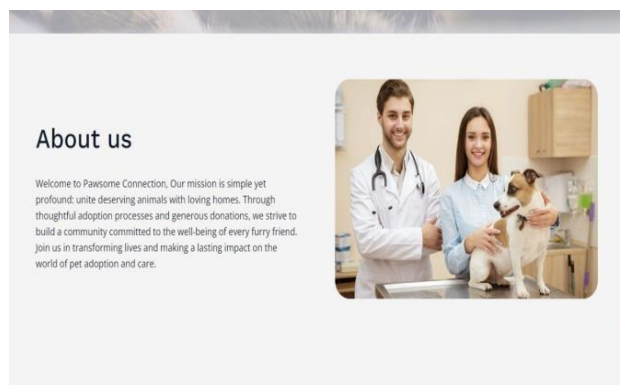 About us
Welcome to Pawsome Connection, Our mission is simple yet
profound: unite deserving animals with loving homes. Through
thoughtful adoption processes and generous donations, we strive to
build a community committed to the well-being of every furry friend.
Join us in transforming lives and making a lasting impact on the
world of pet adoption and care.